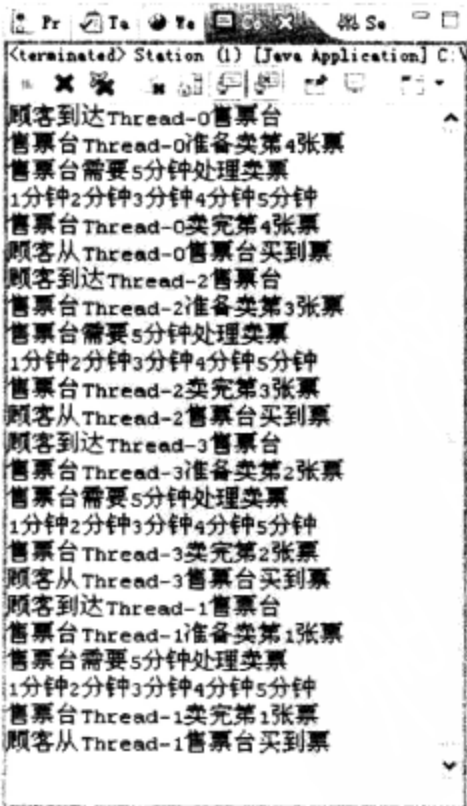 Pr Ta Co Se
<terminated> Station (1) [Java Application] C:\
顾客到达Thread-0售票台
售票台Thread-0准备卖第4张票
售票台需要5分钟处理卖票
1分钟2分钟3分钟4分钟5分钟
售票台Thread-0卖完第4张票
顾客从Thread-0售票台买到票
顾客到达Thread-2售票台
售票台Thread-2准备卖第3张票
售票台需要5分钟处理卖票
1分钟2分钟3分钟4分钟5分钟
售票台Thread-2卖完第3张票
顾客从Thread-2售票台买到票
顾客到达Thread-3售票台
售票台Thread-3准备卖第2张票
售票台需要5分钟处理卖票
1分钟2分钟3分钟4分钟5分钟
售票台Thread-3卖完第2张票
顾客从Thread-3售票台买到票
顾客到达Thread-1售票台
售票台Thread-1准备卖第1张票
售票台需要5分钟处理卖票
1分钟2分钟3分钟4分钟5分钟
售票台Thread-1卖完第1张票
顾客从Thread-1售票台买到票